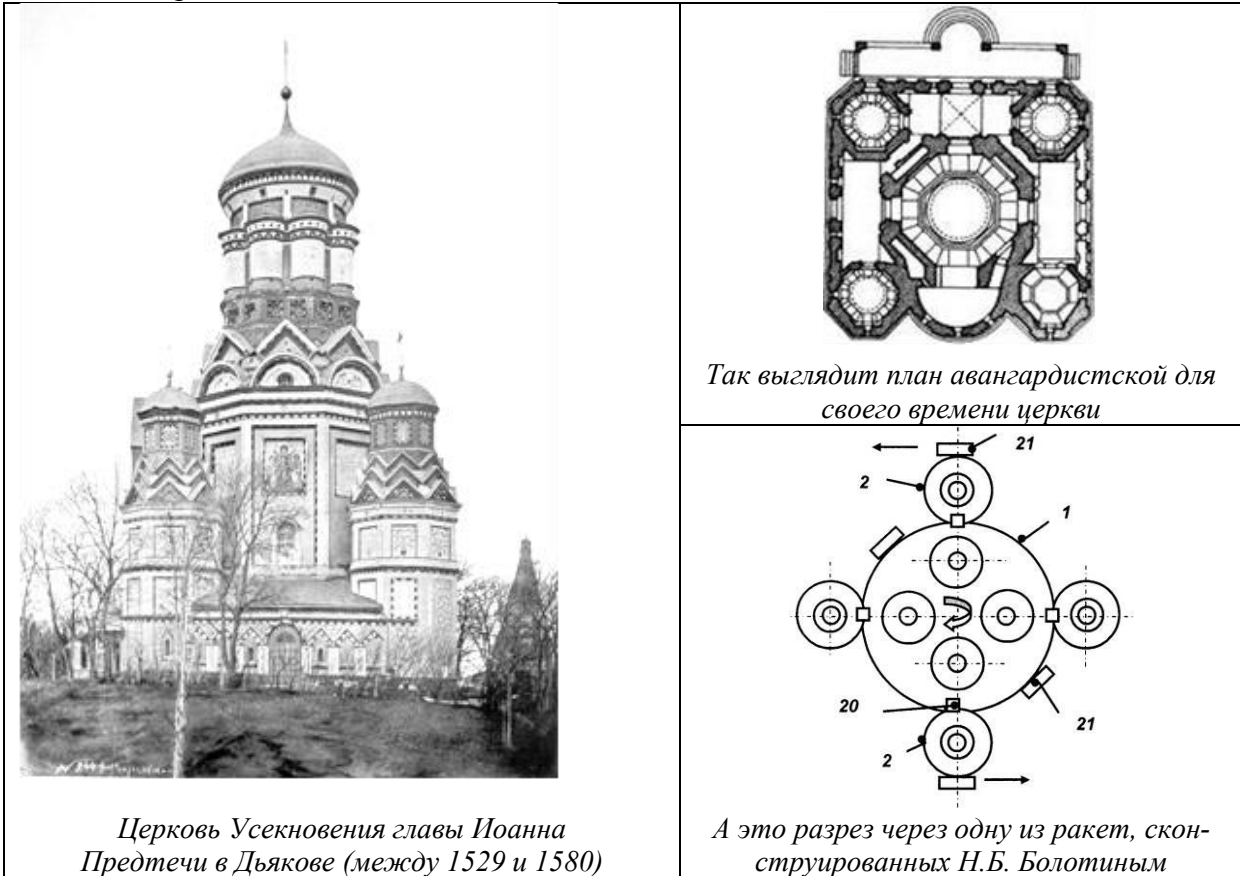 Церковь Усекновения главы Иоанна
Предтечи в Дьякове (между 1529 и 1580)
Так выглядит план авангардистской для
своего времени церкви
21
2
1
20
21
2
А это разрез через одну из ракет, скон-
струированных Н.Б. Болотиным